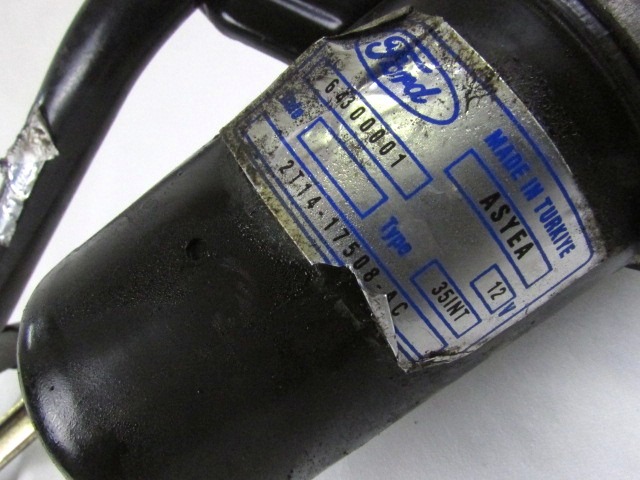 Ford
64300001
MADE IN TURKIYE
ASYEA
2T14-17508-AC
Type
35INT
12 V